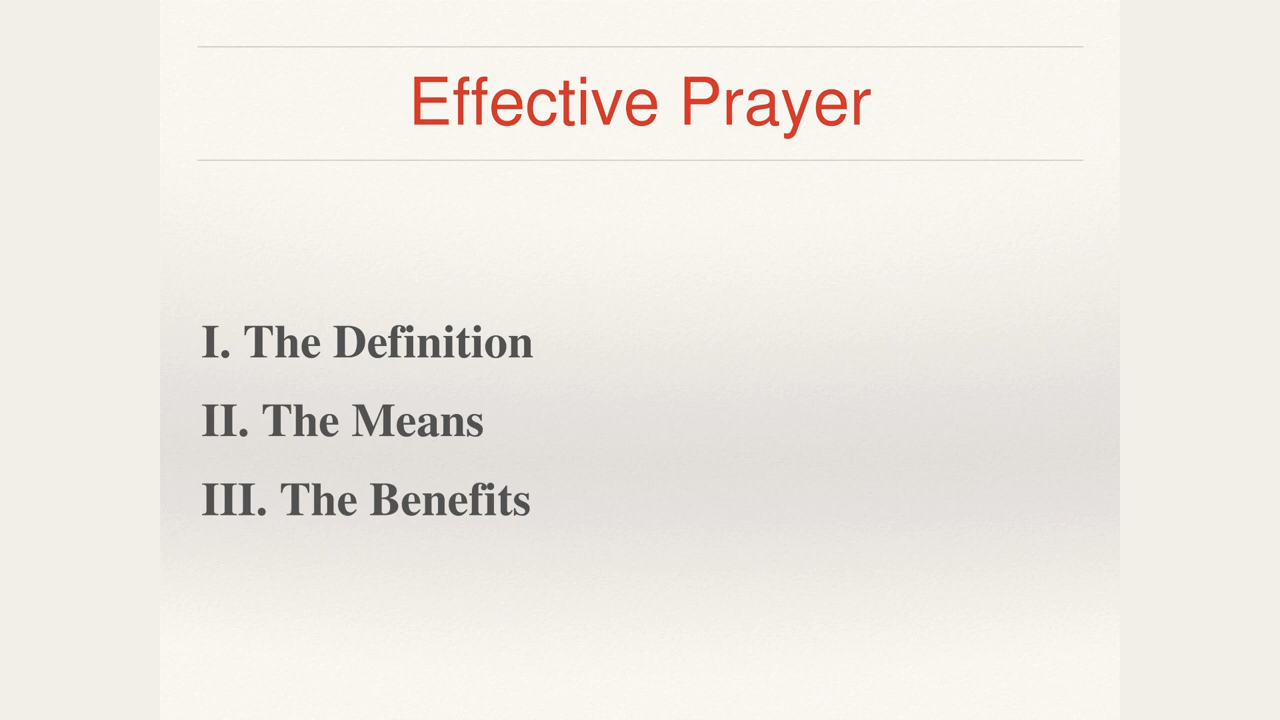 Effective Prayer
I. The Definition
II. The Means
III. The Benefits